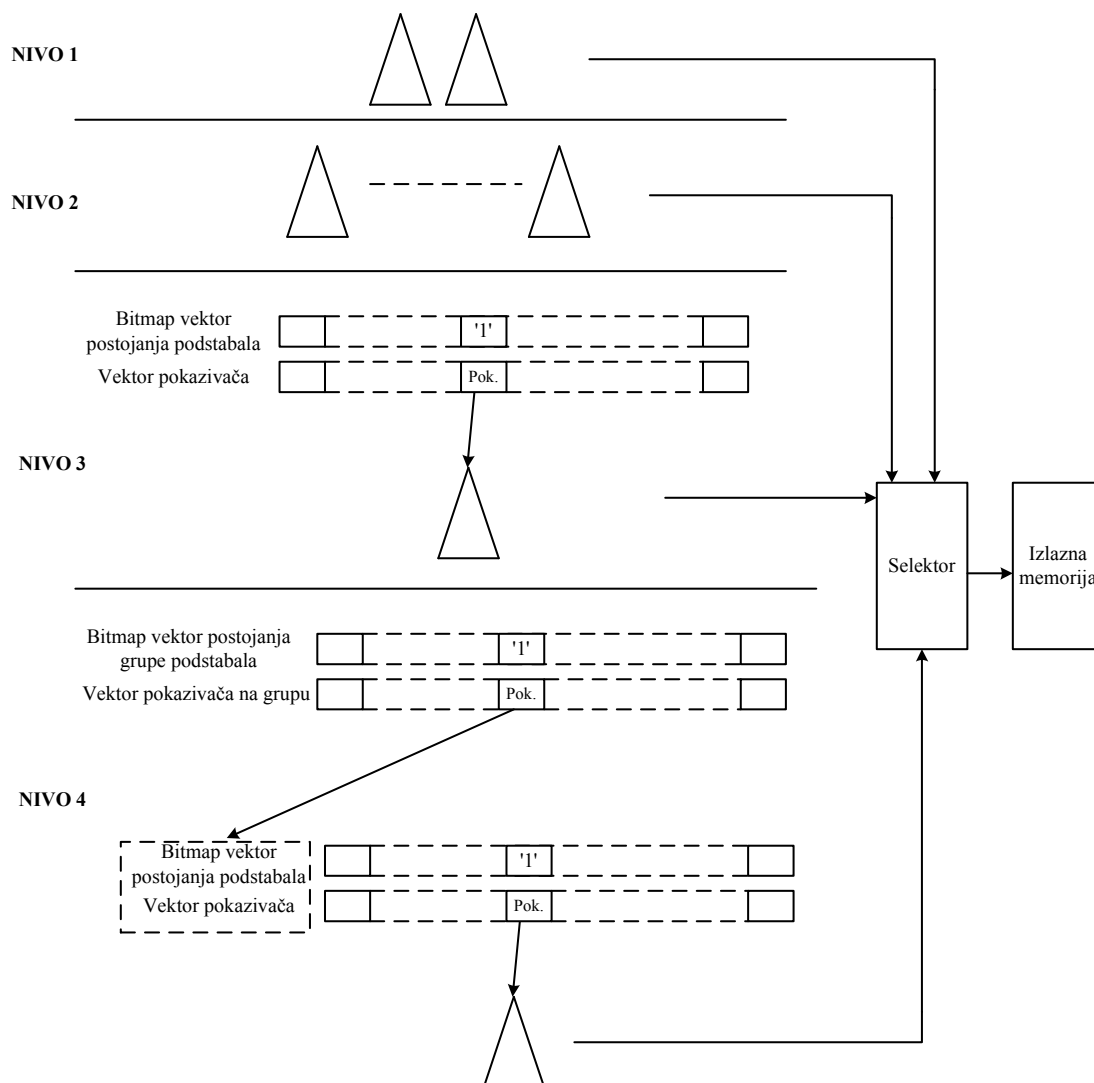 NIVO 1
NIVO 2
Bitmap vektor
postojanja podstabala
'1'
Vektor pokazivača
Pok.
NIVO 3
Selektor
Izlazna
memorija
Bitmap vektor postojanja
grupe podstabala
'1'
Vektor pokazivača na grupu
Pok.
NIVO 4
Bitmap vektor
postojanja podstabala
'1'
Vektor pokazivača
Pok.